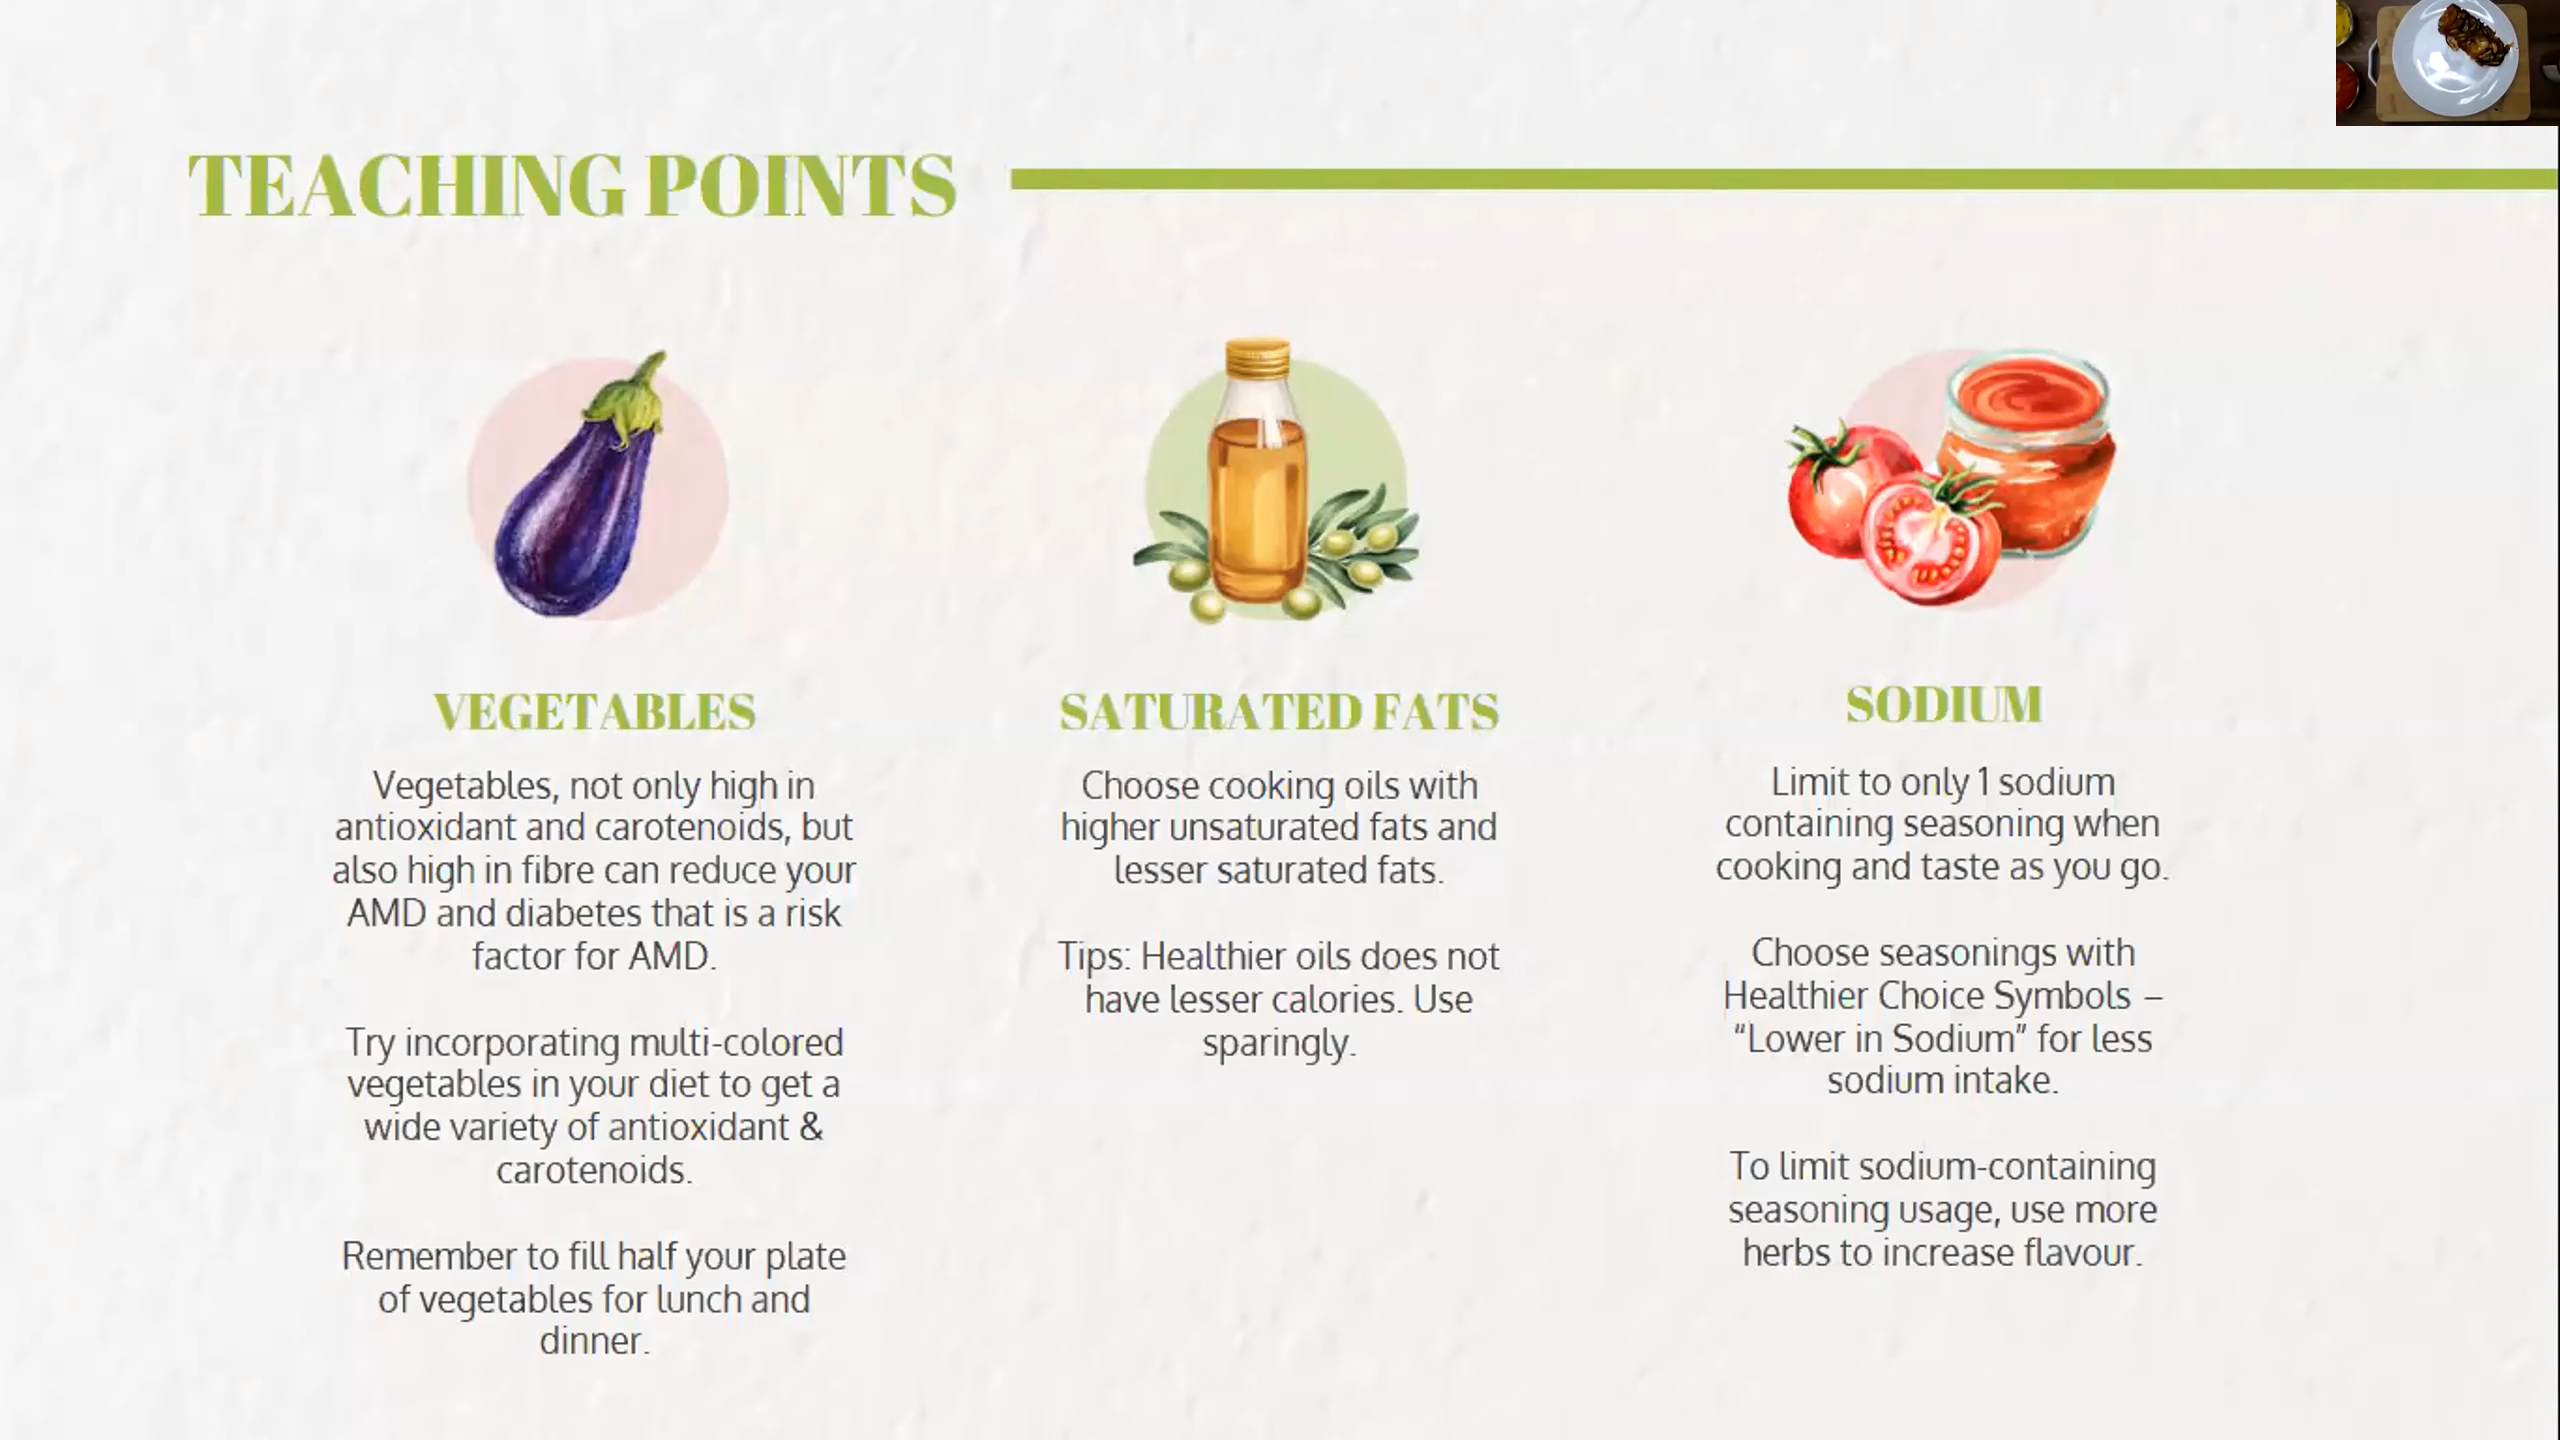 TEACHING POINTS
VEGETABLES
Vegetables, not only high in
antioxidant and carotenoids, but
also high in fibre can reduce your
AMD and diabetes that is a risk
factor for AMD.
Try incorporating multi-colored
vegetables in your diet to get a
wide variety of antioxidant &
carotenoids.
Remember to fill half your plate
of vegetables for lunch and
dinner.
SATURATED FATS
Choose cooking oils with
higher unsaturated fats and
lesser saturated fats.
Tips: Healthier oils does not
have lesser calories. Use
sparingly.
SODIUM
Limit to only 1 sodium
containing seasoning when
cooking and taste as you go.
Choose seasonings with
Healthier Choice Symbols –
“Lower in Sodium” for less
sodium intake.
To limit sodium-containing
seasoning usage, use more
herbs to increase flavour.